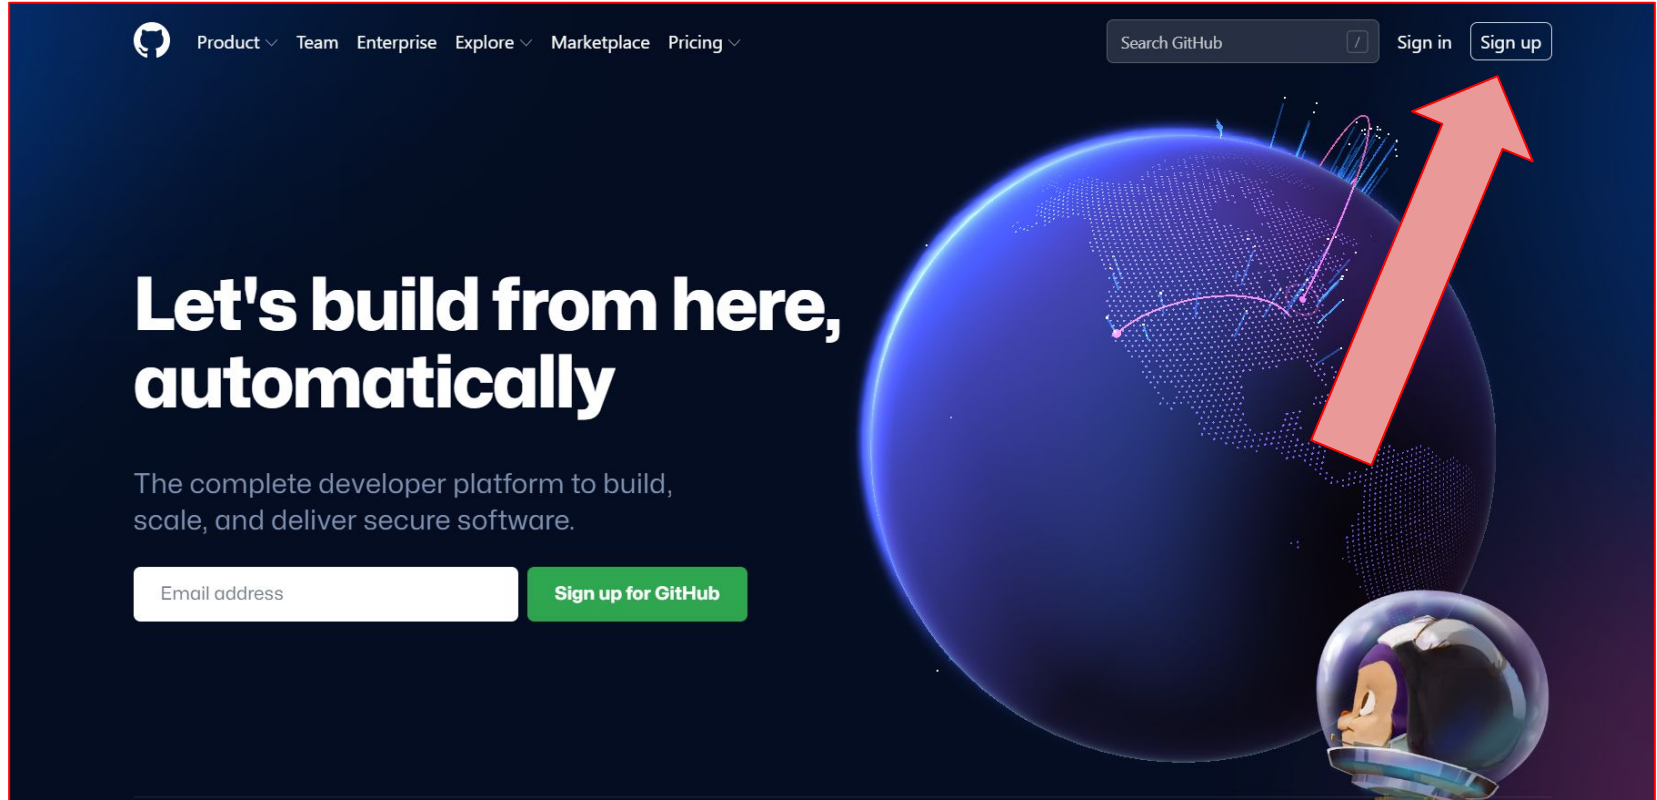 Product Team Enterprise Explore Marketplace Pricing Search GitHub / Sign in Sign up
Let's build from here,
automatically
The complete developer platform to build,
scale, and deliver secure software.
Email address Sign up for GitHub